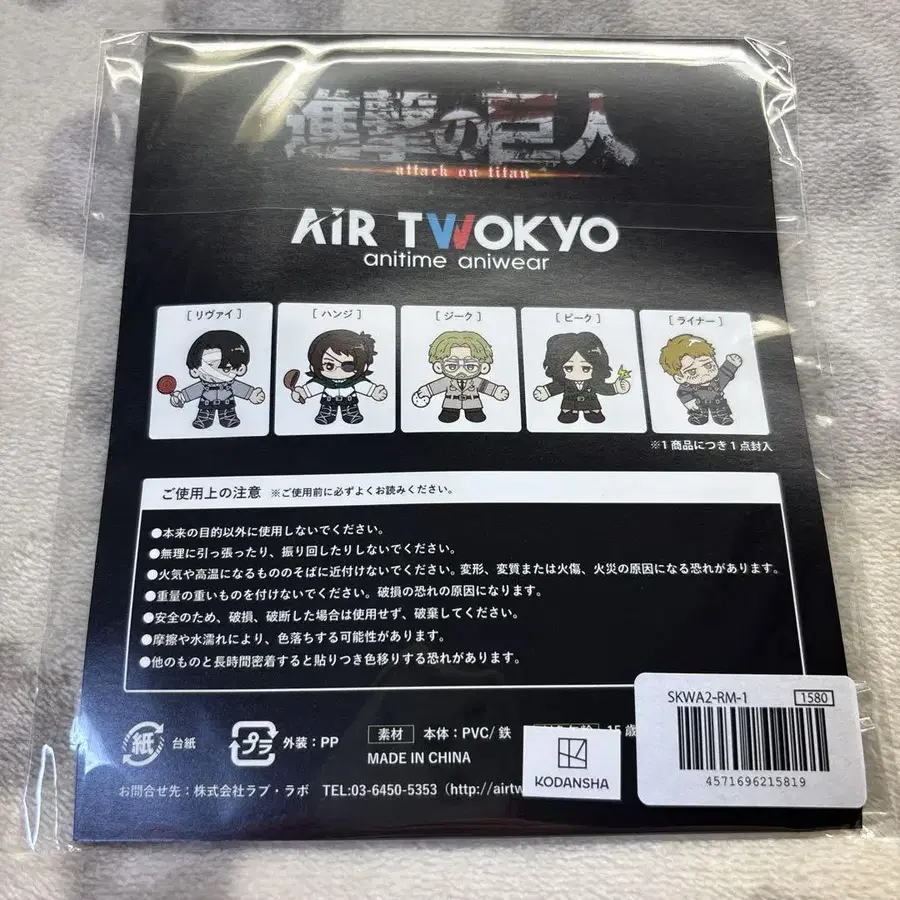 進撃の巨人
attack on titan
AiR TWOKYO
anitime aniwear
[リヴァイ] [ハンジ] [ジーク] [ピーク] [ライナー]
※1商品につき1点封入
ご使用上の注意 ※ご使用前に必ずよくお読みください。
●本来の目的以外に使用しないでください。
●無理に引っ張ったり、振り回したりしないでください。
●火気や高温になるもののそばに近付けないでください。変形、変質または火傷、火災の原因になる恐れがあります。
●重量の重いものを付けないでください。破損の恐れの原因になります。
●安全のため、破損、破断した場合は使用せず、破棄してください。
●摩擦や水濡れにより、色落ちする可能性があります。
●他のものと長時間密着すると貼りつき色移りする恐れがあります。
SKWA2-RM-1 1580
4571696215819
紙 台紙 プラ 外装：PP 素材 本体：PVC/鉄 15歳
MADE IN CHINA
KODANSHA
お問合せ先：株式会社ラブ・ラボ TEL:03-6450-5353（http://airtw